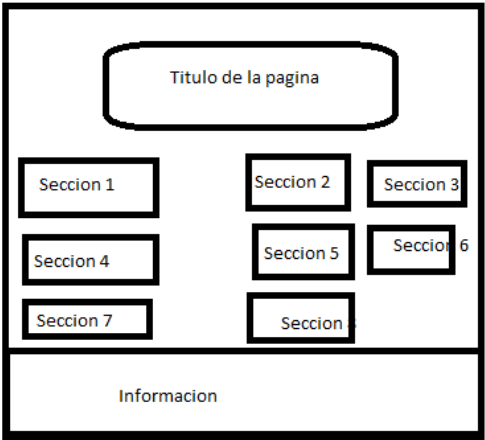 Titulo de la pagina
Seccion 1
Seccion 2
Seccion 3
Seccion 4
Seccion 5
Seccion 6
Seccion 7
Seccion 8
Informacion